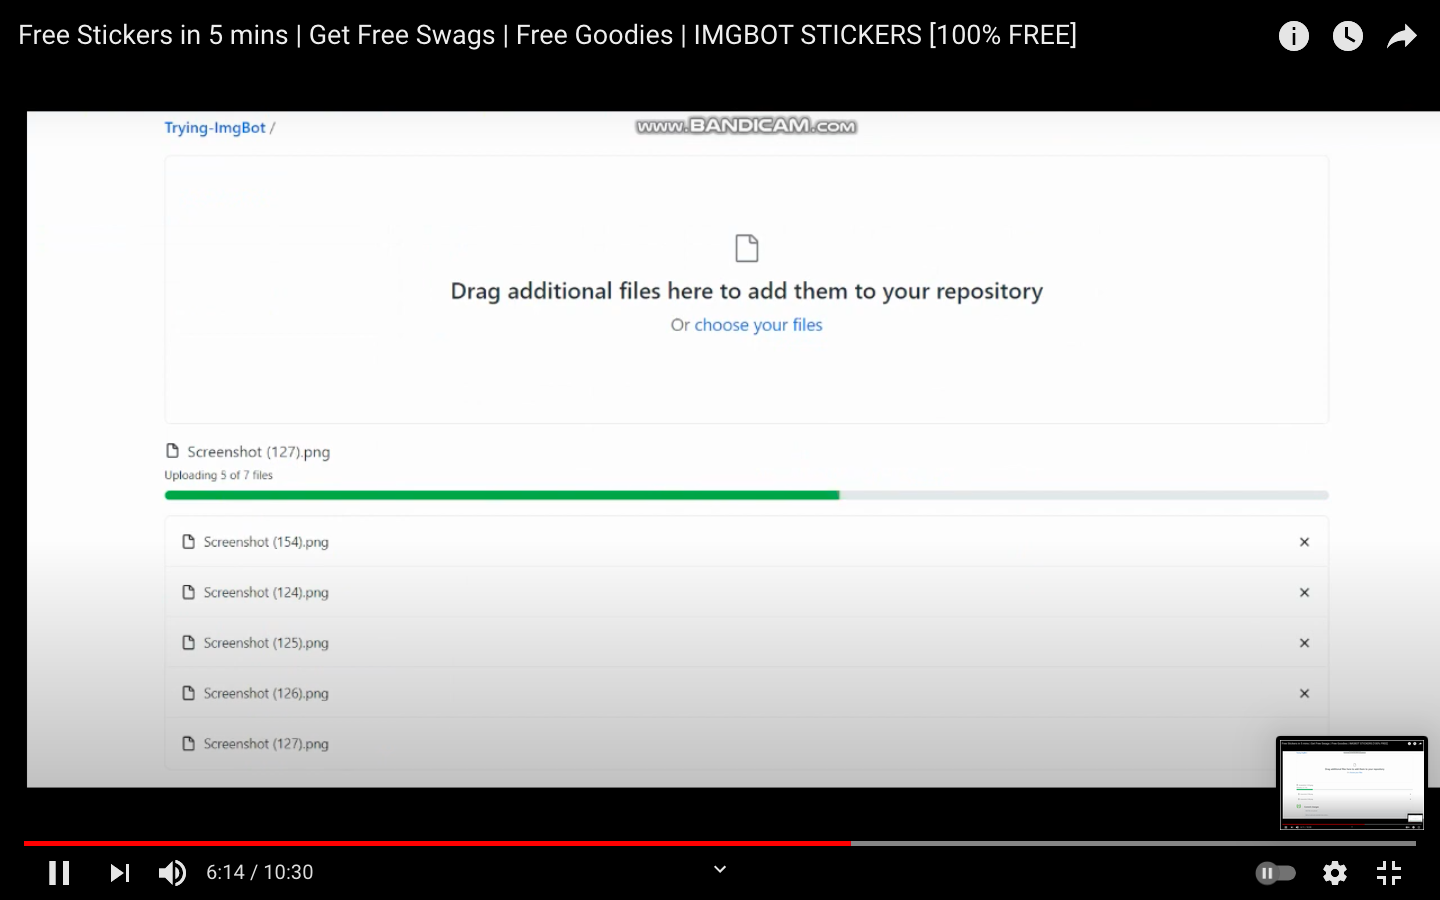 Free Stickers in 5 mins | Get Free Swags | Free Goodies | IMGBOT STICKERS [100% FREE]
Trying-ImgBot /
www.BANDICAM.com
Drag additional files here to add them to your repository
Or choose your files
Screenshot (127).png
Uploading 5 of 7 files
Screenshot (154).png
Screenshot (124).png
Screenshot (125).png
Screenshot (126).png
Screenshot (127).png
6:14 / 10:30